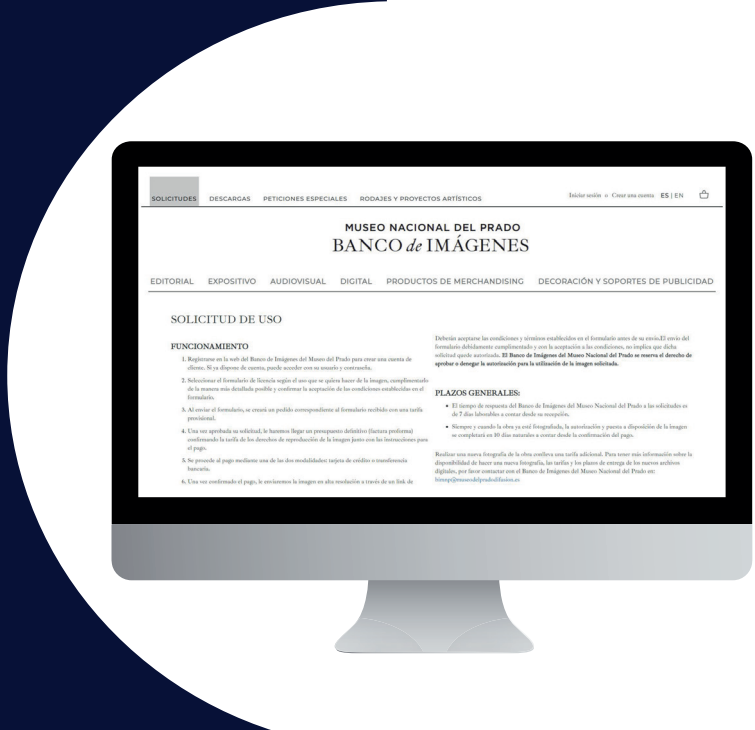 SOLICITUDES DESCARGAS PETICIONES ESPECIALES RODAJES Y PROYECTOS ARTÍSTICOS
Iniciar sesión o Crear una cuenta ES | EN
MUSEO NACIONAL DEL PRADO
BANCO de IMÁGENES
EDITORIAL EXPOSITIVO AUDIOVISUAL DIGITAL PRODUCTOS DE MERCHANDISING DECORACIÓN Y SOPORTES DE PUBLICIDAD
SOLICITUD DE USO
FUNCIONAMIENTO
1. Registrarse en la web del Banco de Imágenes del Museo del Prado para crear una cuenta de
cliente. Si ya dispone de cuenta, puede acceder con su usuario y contraseña.
2. Seleccionar el formulario de licencia según el uso que se quiera hacer de la imagen, cumplimentarlo
de la manera más detallada posible y confirmar la aceptación de las condiciones establecidas en el
formulario.
3. Al enviar el formulario, se creará un pedido correspondiente al formulario recibido con una tarifa
provisional.
4. Una vez aprobada su solicitud, le haremos llegar un presupuesto definitivo (factura proforma)
confirmando la tarifa de los derechos de reproducción de la imagen junto con las instrucciones para
el pago.
5. Se procede al pago mediante una de las dos modalidades: tarjeta de crédito o transferencia
bancaria.
6. Una vez confirmado el pago, le enviaremos la imagen en alta resolución a través de un link de
Deberán aceptarse las condiciones y términos establecidos en el formulario antes de su envío.El envío del
formulario debidamente cumplimentado y con la aceptación a las condiciones, no implica que dicha
solicitud quede autorizada. El Banco de Imágenes del Museo Nacional del Prado se reserva el derecho de
aprobar o denegar la autorización para la utilización de la imagen solicitada.
PLAZOS GENERALES:
• El tiempo de respuesta del Banco de Imágenes del Museo Nacional del Prado a las solicitudes es
de 7 días laborables a contar desde su recepción.
• Siempre y cuando la obra ya esté fotografiada, la autorización y puesta a disposición de la imagen
se completará en 10 días naturales a contar desde la confirmación del pago.
Realizar una nueva fotografía de la obra conlleva una tarifa adicional. Para tener más información sobre la
disponibilidad de hacer una nueva fotografía, las tarifas y los plazos de entrega de los nuevos archivos
digitales, por favor contactar con el Banco de Imágenes del Museo Nacional del Prado en:
bimnp@museodelpradodifusion.es